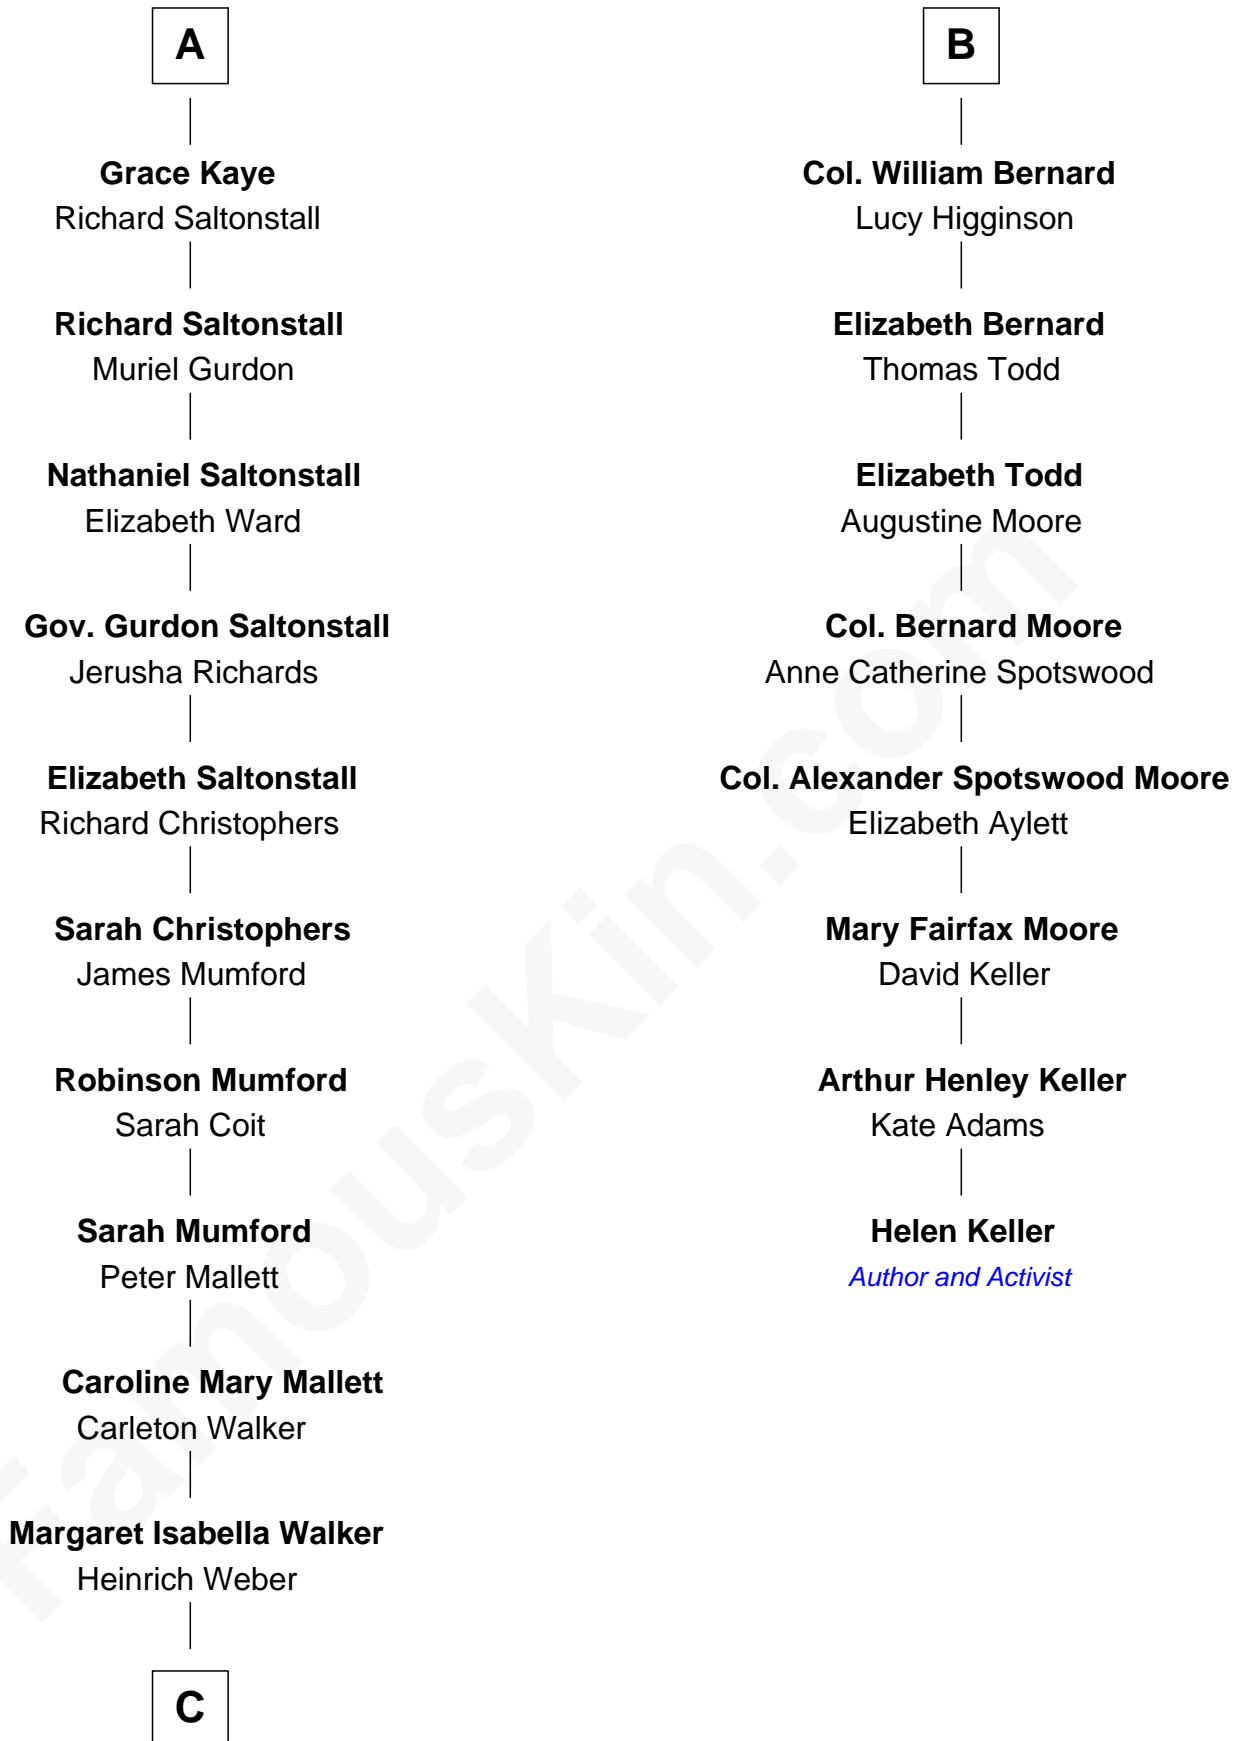 A
Grace Kaye
Richard Saltonstall
Richard Saltonstall
Muriel Gurdon
Nathaniel Saltonstall
Elizabeth Ward
Gov. Gurdon Saltonstall
Jerusha Richards
Elizabeth Saltonstall
Richard Christophers
Sarah Christophers
James Mumford
Robinson Mumford
Sarah Coit
Sarah Mumford
Peter Mallett
Caroline Mary Mallett
Carleton Walker
Margaret Isabella Walker
Heinrich Weber
C
B
Col. William Bernard
Lucy Higginson
Elizabeth Bernard
Thomas Todd
Elizabeth Todd
Augustine Moore
Col. Bernard Moore
Anne Catherine Spotswood
Col. Alexander Spotswood Moore
Elizabeth Aylett
Mary Fairfax Moore
David Keller
Arthur Henley Keller
Kate Adams
Helen Keller
Author and Activist
FamousKin.com